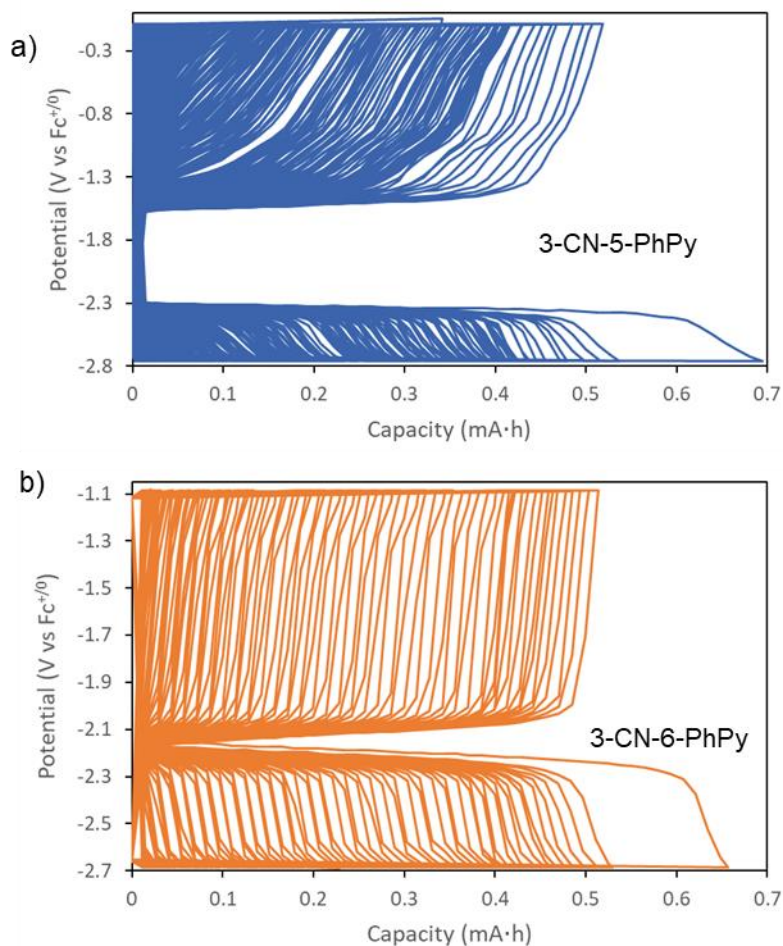 a)
-0.3
-0.8
-1.3
-1.8
-2.3
-2.8
Potential (V vs Fc⁺/⁰)
3-CN-5-PhPy
0 0.1 0.2 0.3 0.4 0.5 0.6 0.7
Capacity (mA·h)
b)
-1.1
-1.3
-1.5
-1.7
-1.9
-2.1
-2.3
-2.5
-2.7
Potential (V vs Fc⁺/⁰)
3-CN-6-PhPy
0 0.1 0.2 0.3 0.4 0.5 0.6 0.7
Capacity (mA·h)